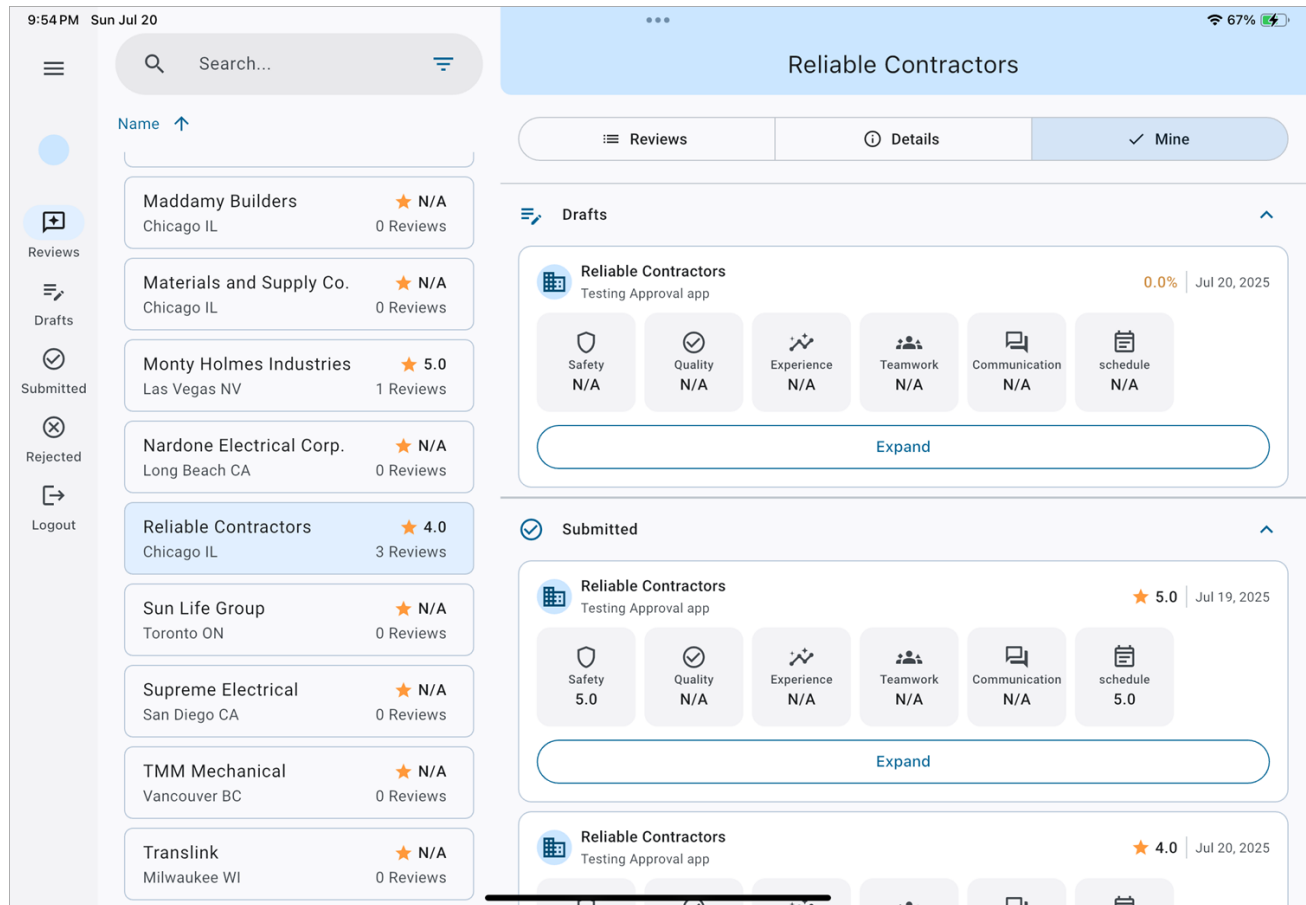 9:54 PM Sun Jul 20
67%
Search...
Name
Reviews
Drafts
Submitted
Rejected
Logout
Maddamy Builders N/A
Chicago IL 0 Reviews
Materials and Supply Co. N/A
Chicago IL 0 Reviews
Monty Holmes Industries 5.0
Las Vegas NV 1 Reviews
Nardone Electrical Corp. N/A
Long Beach CA 0 Reviews
Reliable Contractors 4.0
Chicago IL 3 Reviews
Sun Life Group N/A
Toronto ON 0 Reviews
Supreme Electrical N/A
San Diego CA 0 Reviews
TMM Mechanical N/A
Vancouver BC 0 Reviews
Translink N/A
Milwaukee WI 0 Reviews
Reliable Contractors
Reviews Details Mine
Drafts
Reliable Contractors
Testing Approval app
0.0% Jul 20, 2025
Safety Quality Experience Teamwork Communication schedule
N/A N/A N/A N/A N/A N/A
Expand
Submitted
Reliable Contractors
Testing Approval app
5.0 Jul 19, 2025
Safety Quality Experience Teamwork Communication schedule
5.0 N/A N/A N/A N/A 5.0
Expand
Reliable Contractors
Testing Approval app
4.0 Jul 20, 2025